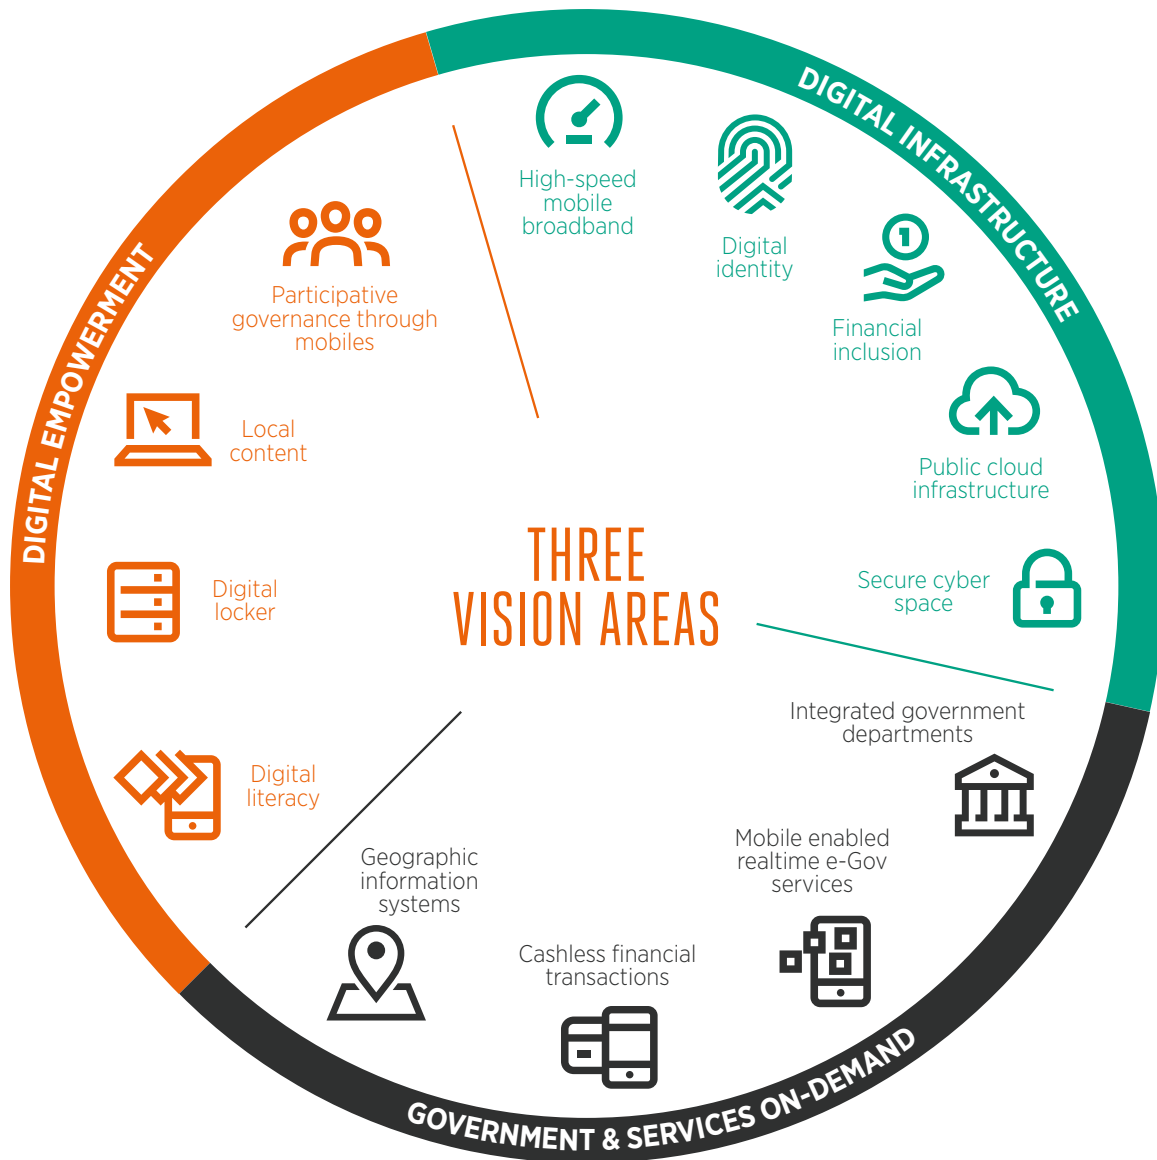 THREE
VISION AREAS
DIGITAL INFRASTRUCTURE
High-speed
mobile
broadband
Digital
identity
1
Financial
inclusion
Public cloud
infrastructure
Secure cyber
space
GOVERNMENT & SERVICES ON-DEMAND
Integrated government
departments
Mobile enabled
realtime e-Gov
services
Cashless financial
transactions
Geographic
information
systems
DIGITAL EMPOWERMENT
Participative
governance through
mobiles
Local
content
Digital
locker
Digital
literacy